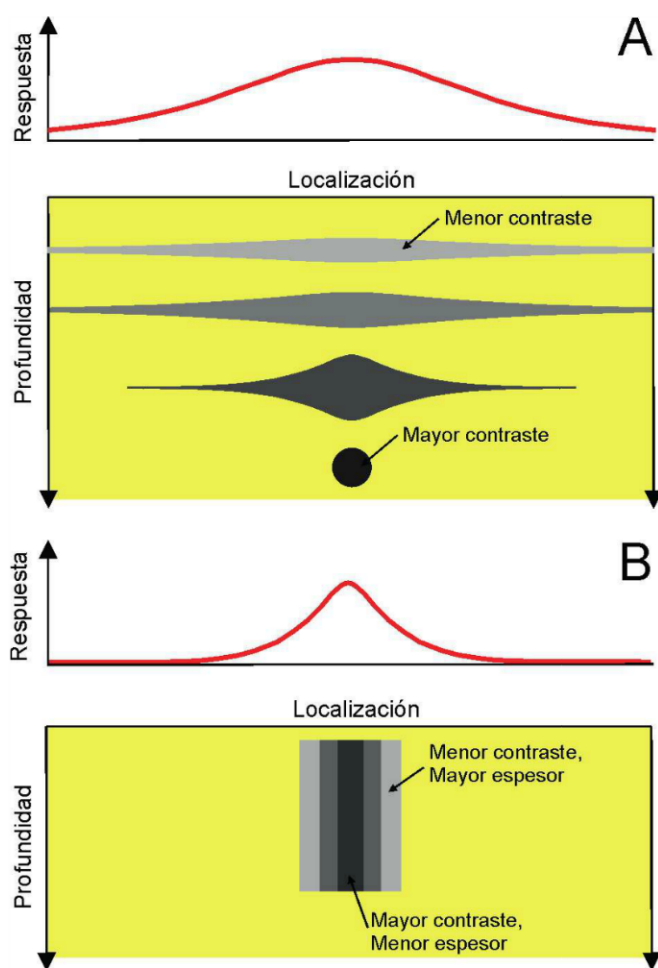 A
Respuesta
Localización
Menor contraste
Profundidad
Mayor contraste
B
Respuesta
Localización
Menor contraste,
Mayor espesor
Profundidad
Mayor contraste,
Menor espesor